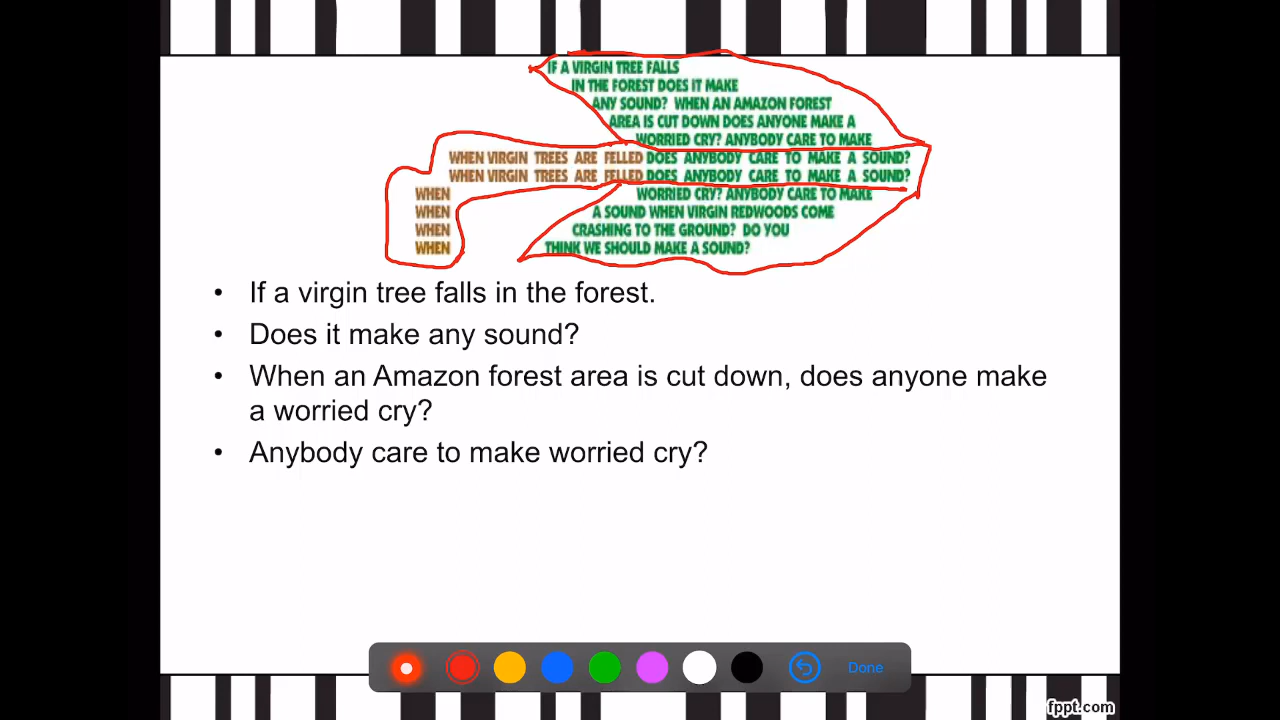 IF A VIRGIN TREE FALLS
IN THE FOREST DOES IT MAKE
ANY SOUND? WHEN AN AMAZON FOREST
AREA IS CUT DOWN DOES ANYONE MAKE A
WORRIED CRY? ANYBODY CARE TO MAKE
WHEN VIRGIN TREES ARE FELLED DOES ANYBODY CARE TO MAKE A SOUND?
WHEN VIRGIN TREES ARE FELLED DOES ANYBODY CARE TO MAKE A SOUND?
WHEN WORRIED CRY? ANYBODY CARE TO MAKE
WHEN A SOUND WHEN VIRGIN REDWOODS COME
WHEN CRASHING TO THE GROUND? DO YOU
WHEN THINK WE SHOULD MAKE A SOUND?
• If a virgin tree falls in the forest.
• Does it make any sound?
• When an Amazon forest area is cut down, does anyone make
a worried cry?
• Anybody care to make worried cry?
Done
fppt.com